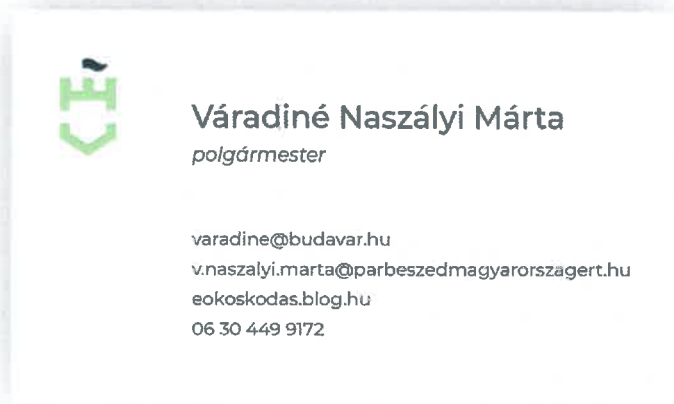 Váradiné Naszályi Márta
polgármester
varadine@budavar.hu
v.naszalyi.marta@parbeszedmagyarorszagert.hu
eokoskodas.blog.hu
06 30 449 9172